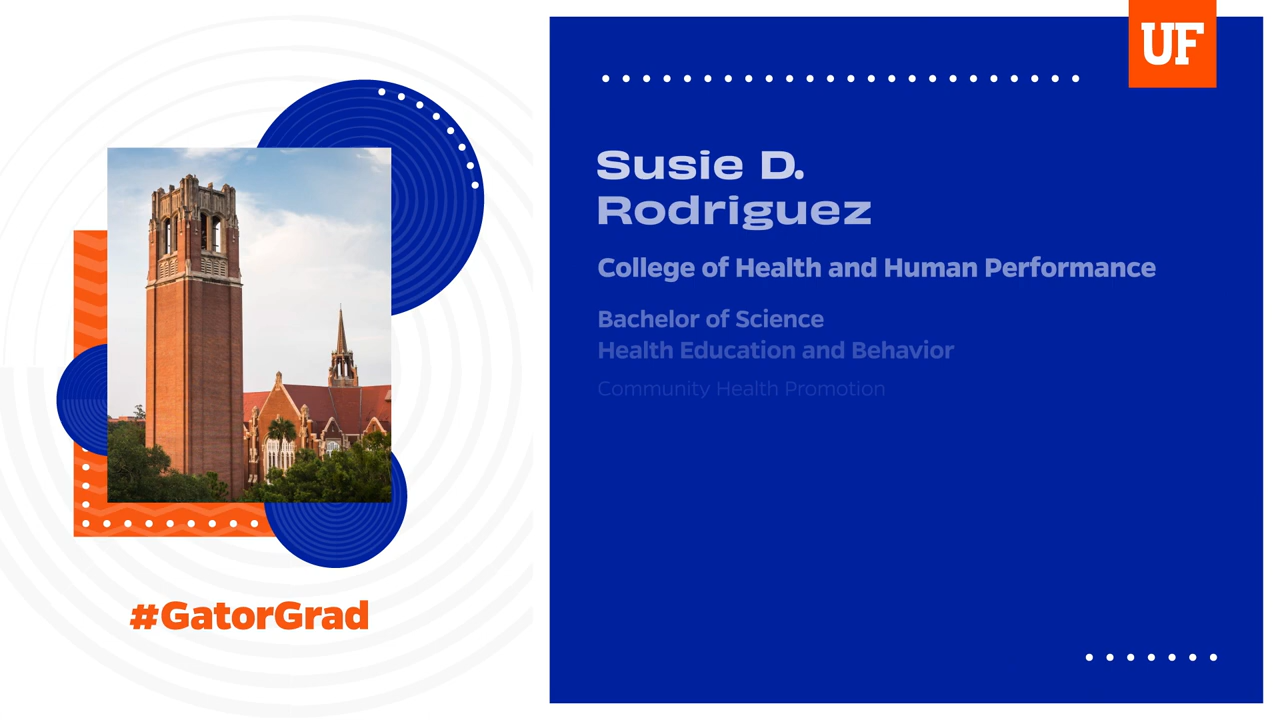 UF
Susie D.
Rodriguez
College of Health and Human Performance
Bachelor of Science
Health Education and Behavior
Community Health Promotion
#GatorGrad